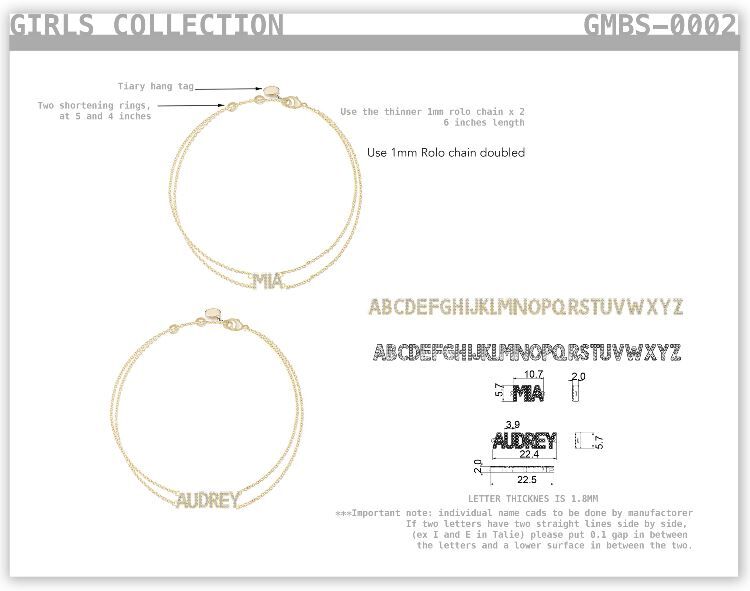 GIRLS COLLECTION
GMBS-0002
Tiary hang tag
Two shortening rings,
at 5 and 4 inches
Use the thinner 1mm rolo chain x 2
6 inches length
Use 1mm Rolo chain doubled
MIA
ABCDEFGHIJKLMNOPQRSTUVWXYZ
ABCDEFGHIJKLMNOPQRSTUVWXYZ
10.7
2.0
5.7
MIA
3.9
AUDREY
5.7
22.4
2.0
22.5
AUDREY
LETTER THICKNES IS 1.8MM
***Important note: individual name cads to be done by manufactorer
If two letters have two straight lines side by side,
(ex I and E in Talie) please put 0.1 gap in between
the letters and a lower surface in between the two.